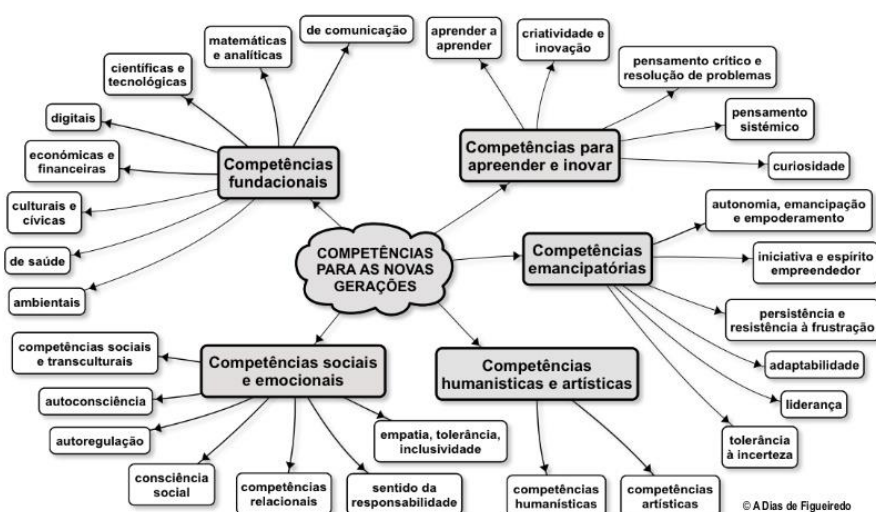 de comunicação
matemáticas
e analíticas
científicas e
tecnológicas
digitais
económicas e
financeiras
culturais e
cívicas
de saúde
ambientais
Competências
fundacionais
aprender a
aprender
criatividade e
inovação
pensamento crítico e
resolução de problemas
pensamento
sistémico
curiosidade
Competências para
apreender e inovar
COMPETÊNCIAS
PARA AS NOVAS
GERAÇÕES
Competências
emancipatórias
autonomia, emancipação
e empoderamento
iniciativa e espírito
empreendedor
persistência e
resistência à frustração
adaptabilidade
liderança
tolerância
à incerteza
Competências sociais
e emocionais
competências sociais
e transculturais
autoconsciência
autoregulação
consciência
social
competências
relacionais
sentido da
responsabilidade
empatia, tolerância,
inclusividade
Competências
humanisticas e artísticas
competências
humanísticas
competências
artísticas
© A Dias de Figueiredo